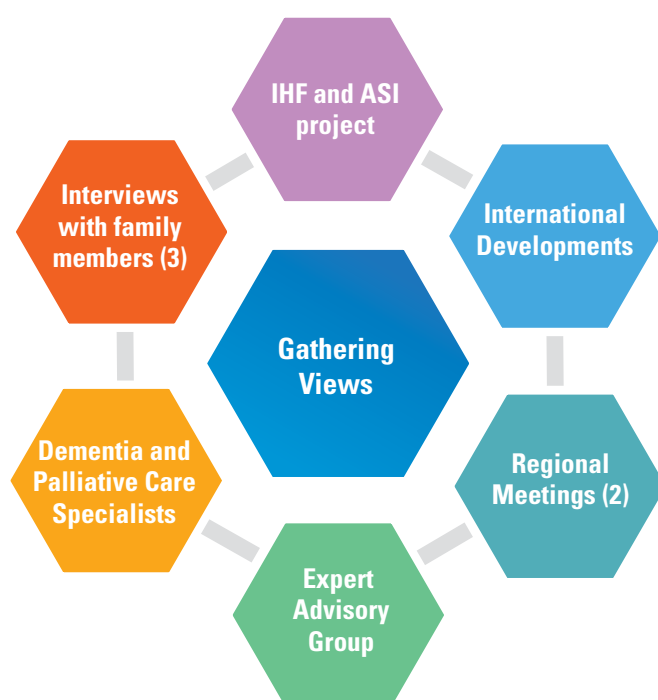 IHF and ASI
project
Interviews
with family
members (3)
International
Developments
Gathering
Views
Dementia and
Palliative Care
Specialists
Regional
Meetings (2)
Expert
Advisory
Group